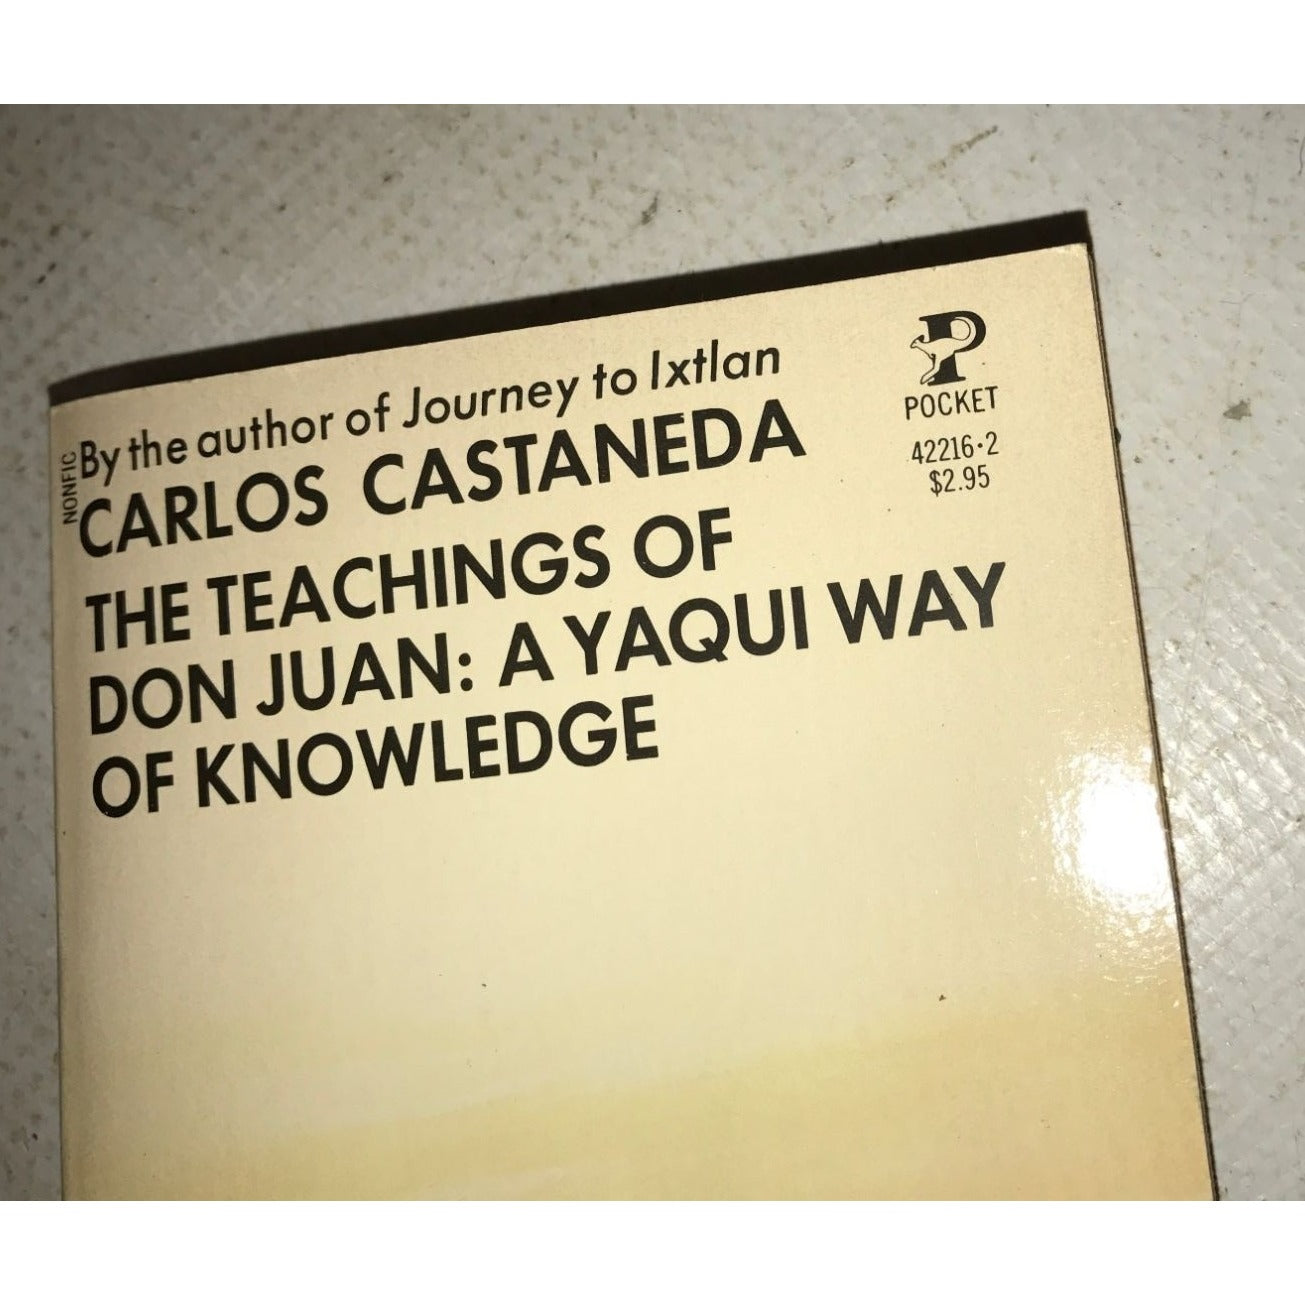 By the author of Journey to Ixtlan
CARLOS CASTANEDA
THE TEACHINGS OF
DON JUAN: A YAQUI WAY
OF KNOWLEDGE
NONFIC
P
POCKET
42216·2
$2.95